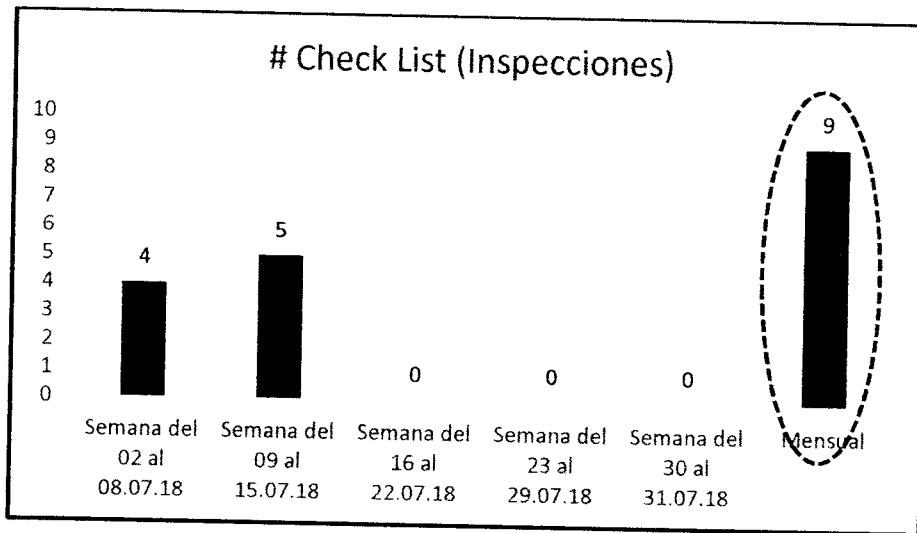 # Check List (Inspecciones)
10
9
8
7
6
5
4
3
2
1
0
4
5
0
0
0
9
Semana del
02 al
08.07.18
Semana del
09 al
15.07.18
Semana del
16 al
22.07.18
Semana del
23 al
29.07.18
Semana del
30 al
31.07.18
Mensual